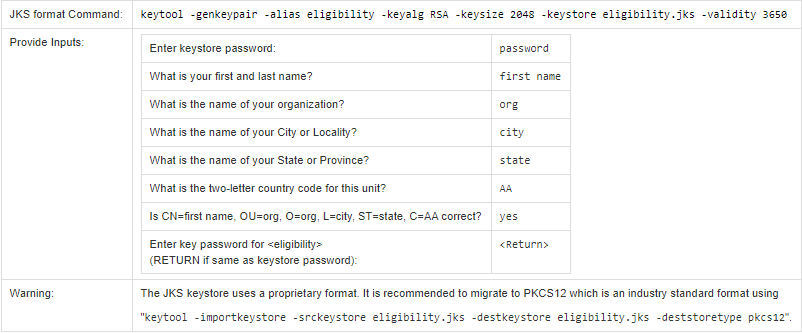 JKS format Command: keytool -genkeypair -alias eligibility -keyalg RSA -keysize 2048 -keystore eligibility.jks -validity 3650
Provide Inputs:
Enter keystore password: password
What is your first and last name? first name
What is the name of your organization? org
What is the name of your City or Locality? city
What is the name of your State or Province? state
What is the two-letter country code for this unit? AA
Is CN=first name, OU=org, O=org, L=city, ST=state, C=AA correct? yes
Enter key password for <eligibility> <Return>
(RETURN if same as keystore password):
Warning: The JKS keystore uses a proprietary format. It is recommended to migrate to PKCS12 which is an industry standard format using
"keytool -importkeystore -srckeystore eligibility.jks -destkeystore eligibility.jks -deststoretype pkcs12".